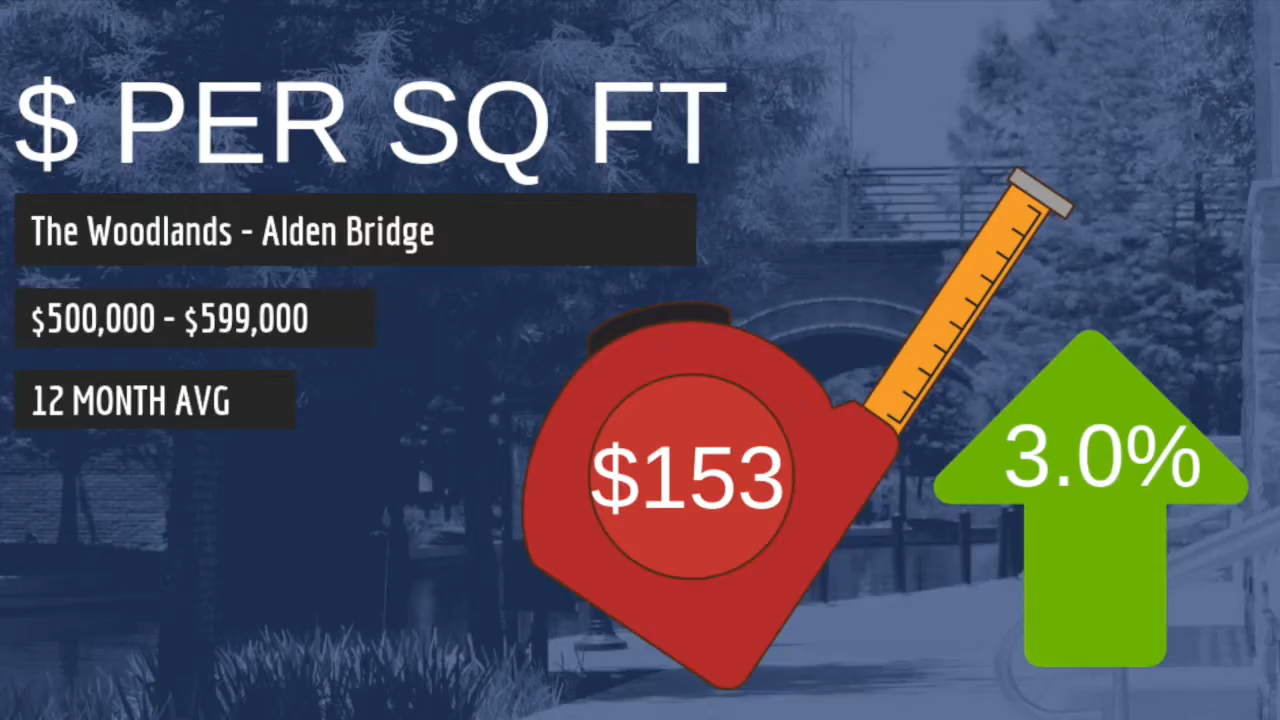 $ PER SQ FT
The Woodlands - Alden Bridge
$500,000 - $599,000
12 MONTH AVG
$153
3.0%